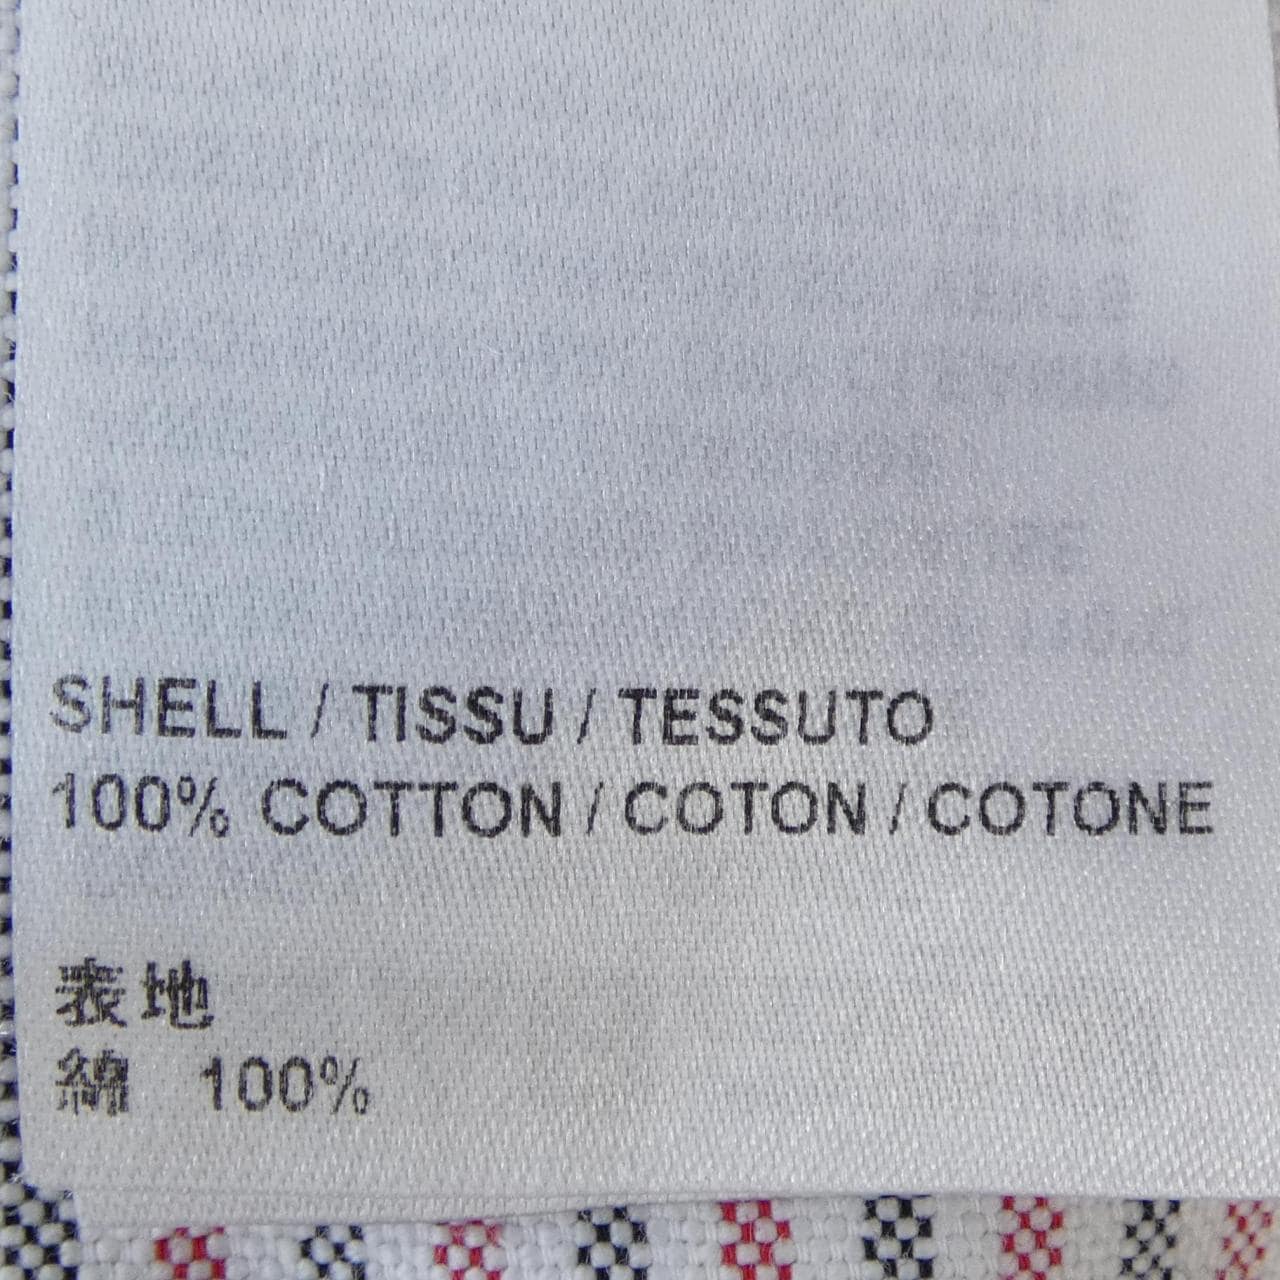 SHELL / TISSU / TESSUTO
100% COTTON / COTON / COTONE
表地
綿 100%